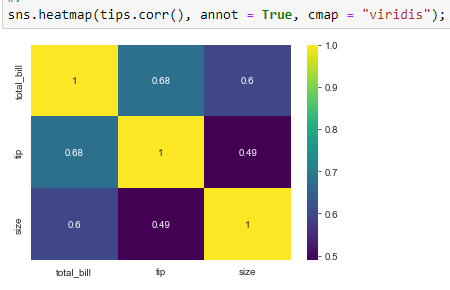 sns.heatmap(tips.corr(), annot = True, cmap = "viridis");
1.0
total_bill 1 0.68 0.6
0.9
0.8
tip 0.68 1 0.49
0.7
0.6
size 0.6 0.49 1
0.5
total_bill tip size